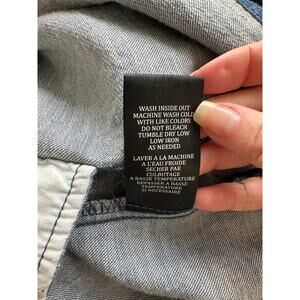 WASH INSIDE OUT
MACHINE WASH COLD
WITH LIKE COLORS
DO NOT BLEACH
TUMBLE DRY LOW
LOW IRON
AS NEEDED
LAVER A LA MACHINE
A L'EAU FROIDE
SECHER PAR
CULBUTAGE
A BASSE TEMPERATURE
REPASSER A BASSE
TEMPERATURE
SI NECESSAIRE